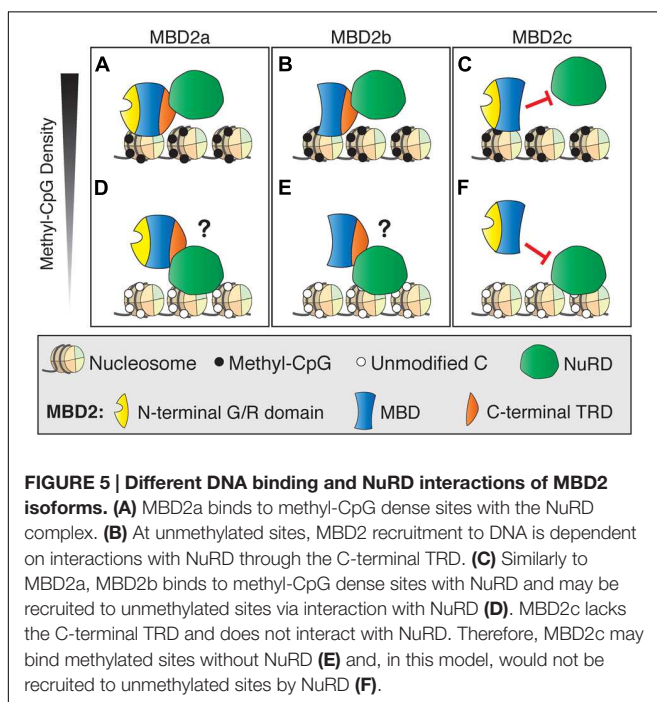 MBD2a MBD2b MBD2c
Methyl-CpG Density
A B C
D ? E ? F
Nucleosome Methyl-CpG Unmodified C NuRD
MBD2: N-terminal G/R domain MBD C-terminal TRD
FIGURE 5 | Different DNA binding and NuRD interactions of MBD2
isoforms. (A) MBD2a binds to methyl-CpG dense sites with the NuRD
complex. (B) At unmethylated sites, MBD2 recruitment to DNA is dependent
on interactions with NuRD through the C-terminal TRD. (C) Similarly to
MBD2a, MBD2b binds to methyl-CpG dense sites with NuRD and may be
recruited to unmethylated sites via interaction with NuRD (D). MBD2c lacks
the C-terminal TRD and does not interact with NuRD. Therefore, MBD2c may
bind methylated sites without NuRD (E) and, in this model, would not be
recruited to unmethylated sites by NuRD (F).